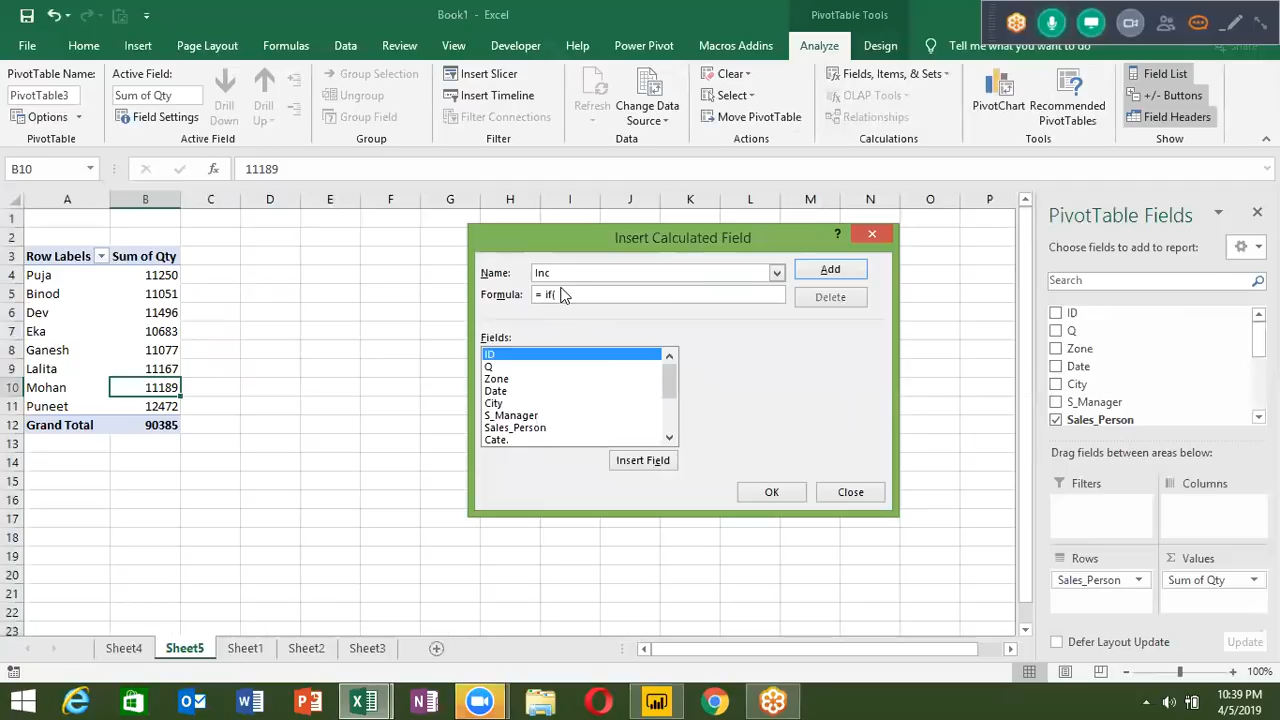 Book1 - Excel
PivotTable Tools
File Home Insert Page Layout Formulas Data Review View Developer Help Power Pivot Macros Addins Analyze Design Tell me what you want to do
PivotTable Name:
PivotTable3
Options
PivotTable
Active Field:
Sum of Qty
Field Settings
Drill Down
Drill Up
Active Field
Group Selection
Ungroup
Group Field
Group
Insert Slicer
Insert Timeline
Filter Connections
Filter
Refresh
Change Data Source
Data
Clear
Select
Move PivotTable
Actions
Fields, Items, & Sets
OLAP Tools
Relationships
Calculations
PivotChart
Recommended PivotTables
Tools
Field List
+/- Buttons
Field Headers
Show
B10 fx 11189
A B C D E F G H I J K L M N O P
1
2
3 Row Labels Sum of Qty
4 Puja 11250
5 Binod 11051
6 Dev 11496
7 Eka 10683
8 Ganesh 11077
9 Lalita 11167
10 Mohan 11189
11 Puneet 12472
12 Grand Total 90385
13
14
15
16
17
18
19
20
21
22
23
Insert Calculated Field
?
Name: Inc Add
Formula: = if( Delete
Fields:
ID
Q
Zone
Date
City
S_Manager
Sales_Person
Cate.
Insert Field
OK Close
PivotTable Fields
Choose fields to add to report:
Search
ID
Q
Zone
Date
City
S_Manager
Sales_Person
Drag fields between areas below:
Filters Columns
Rows Σ Values
Sales_Person Sum of Qty
Defer Layout Update Update
Sheet4 Sheet5 Sheet1 Sheet2 Sheet3
100%
10:39 PM
4/5/2019